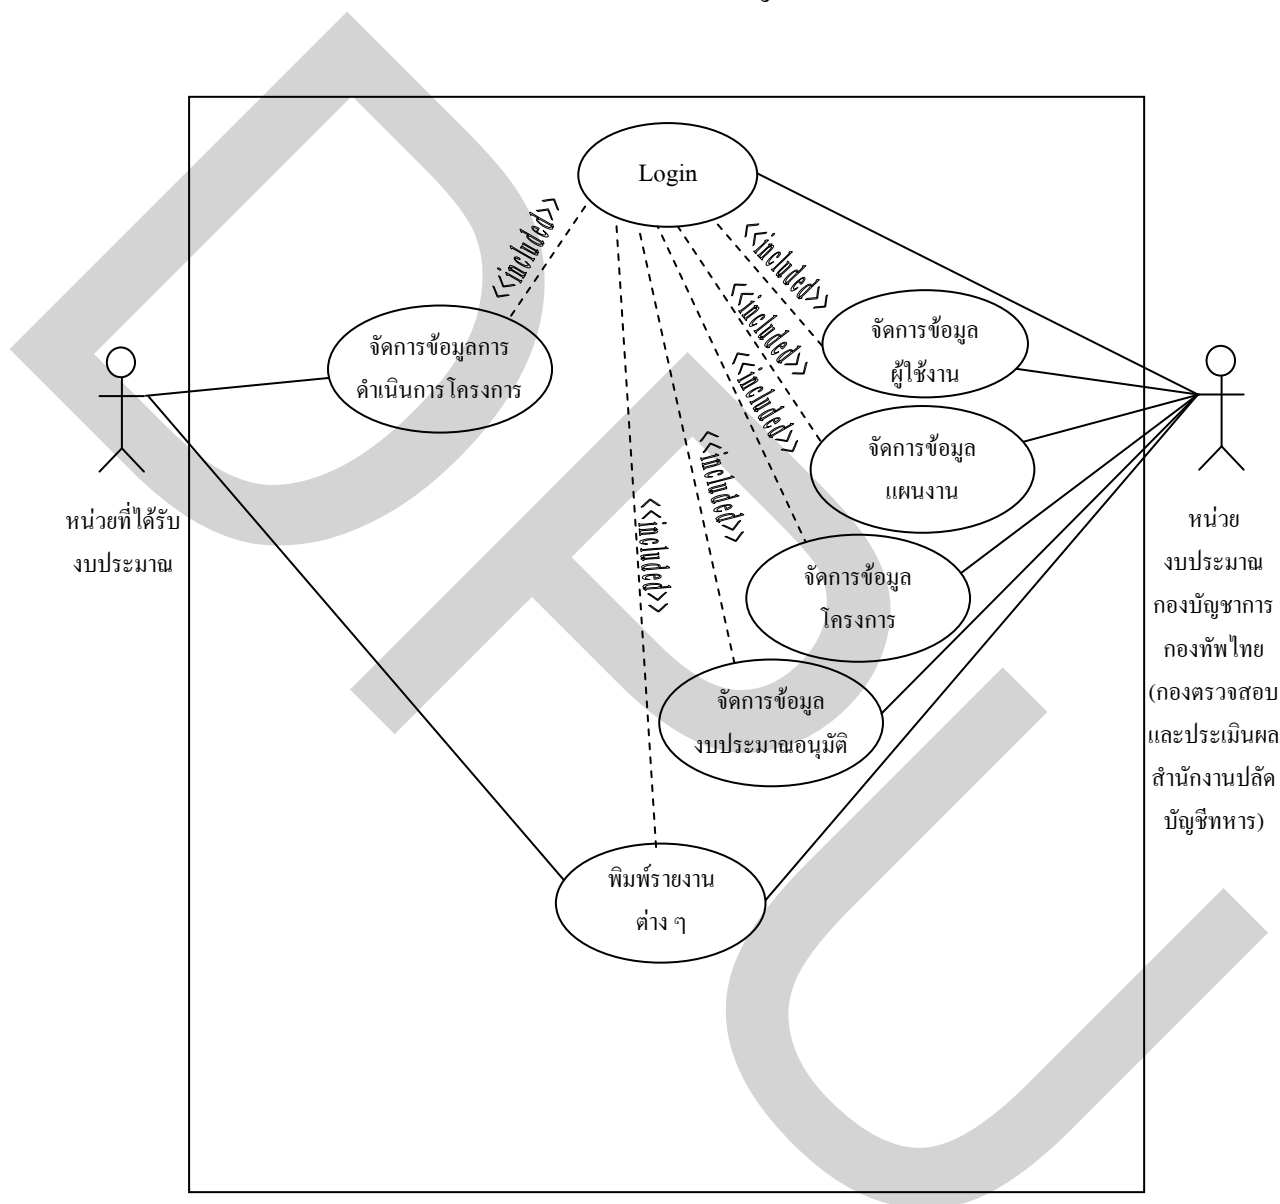 Login
<<included>>
<<included>>
<<included>>
<<included>>
<<included>>
<<included>>
จัดการข้อมูลการ
ดำเนินการโครงการ
จัดการข้อมูล
ผู้ใช้งาน
จัดการข้อมูล
แผนงาน
จัดการข้อมูล
โครงการ
จัดการข้อมูล
งบประมาณอนุมัติ
พิมพ์รายงาน
ต่าง ๆ
หน่วยที่ได้รับ
งบประมาณ
หน่วย
งบประมาณ
กองบัญชาการ
กองทัพไทย
(กองตรวจสอบ
และประเมินผล
สำนักงานปลัด
บัญชีทหาร)
DPU